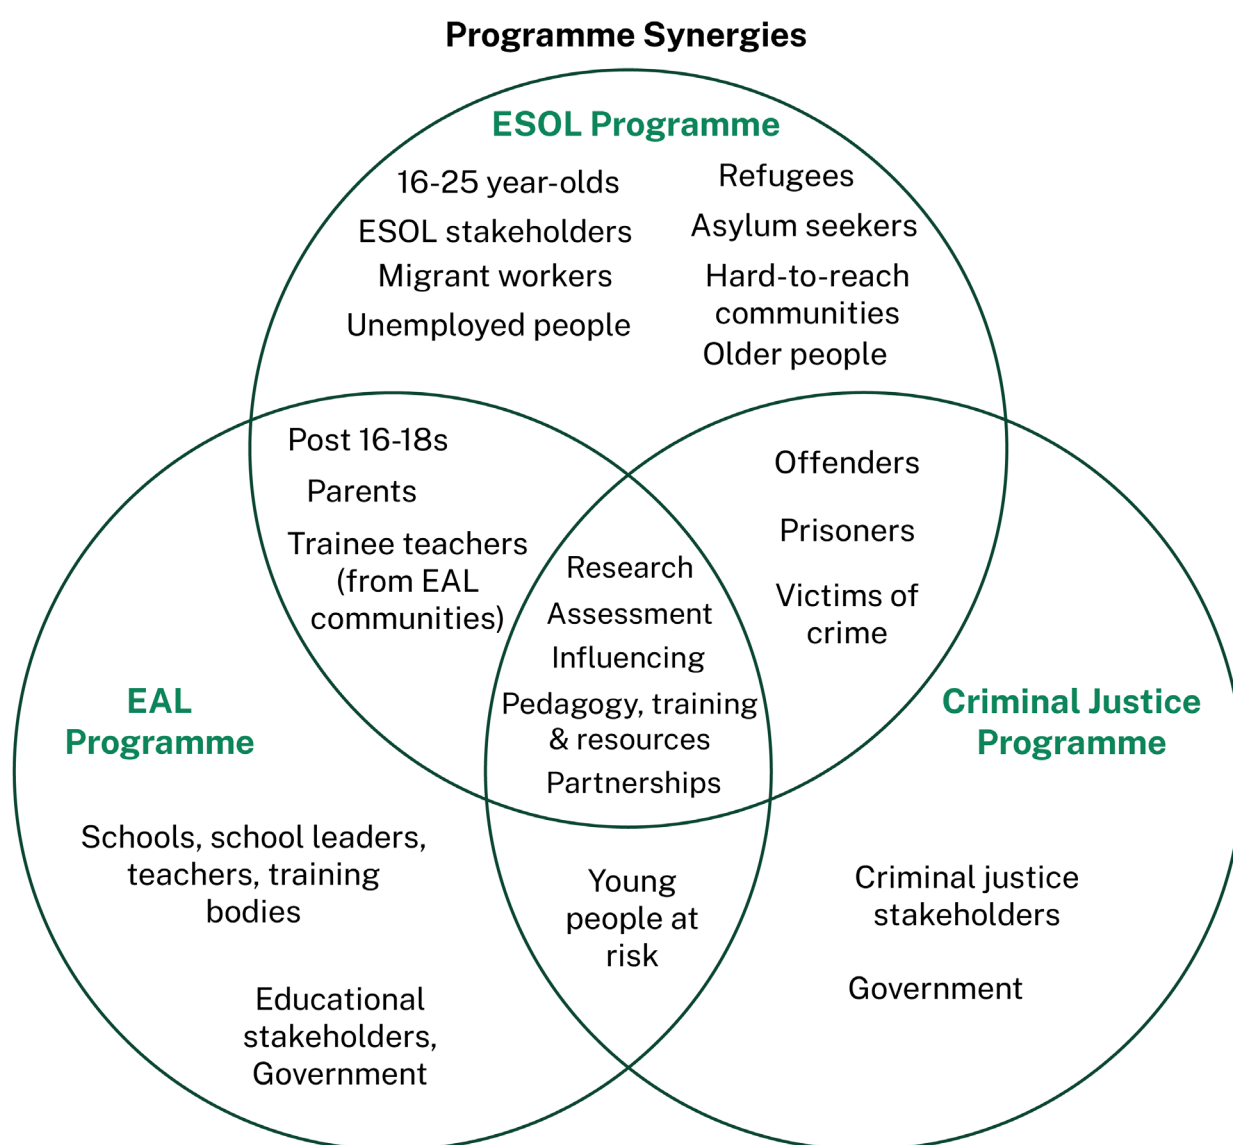 Programme Synergies
ESOL Programme
16-25 year-olds
ESOL stakeholders
Migrant workers
Unemployed people
Refugees
Asylum seekers
Hard-to-reach
communities
Older people
Post 16-18s
Parents
Trainee teachers
(from EAL
communities)
Offenders
Prisoners
Victims of
crime
Research
Assessment
Influencing
Pedagogy, training
& resources
Partnerships
EAL
Programme
Schools, school leaders,
teachers, training
bodies
Educational
stakeholders,
Government
Young
people at
risk
Criminal Justice
Programme
Criminal justice
stakeholders
Government